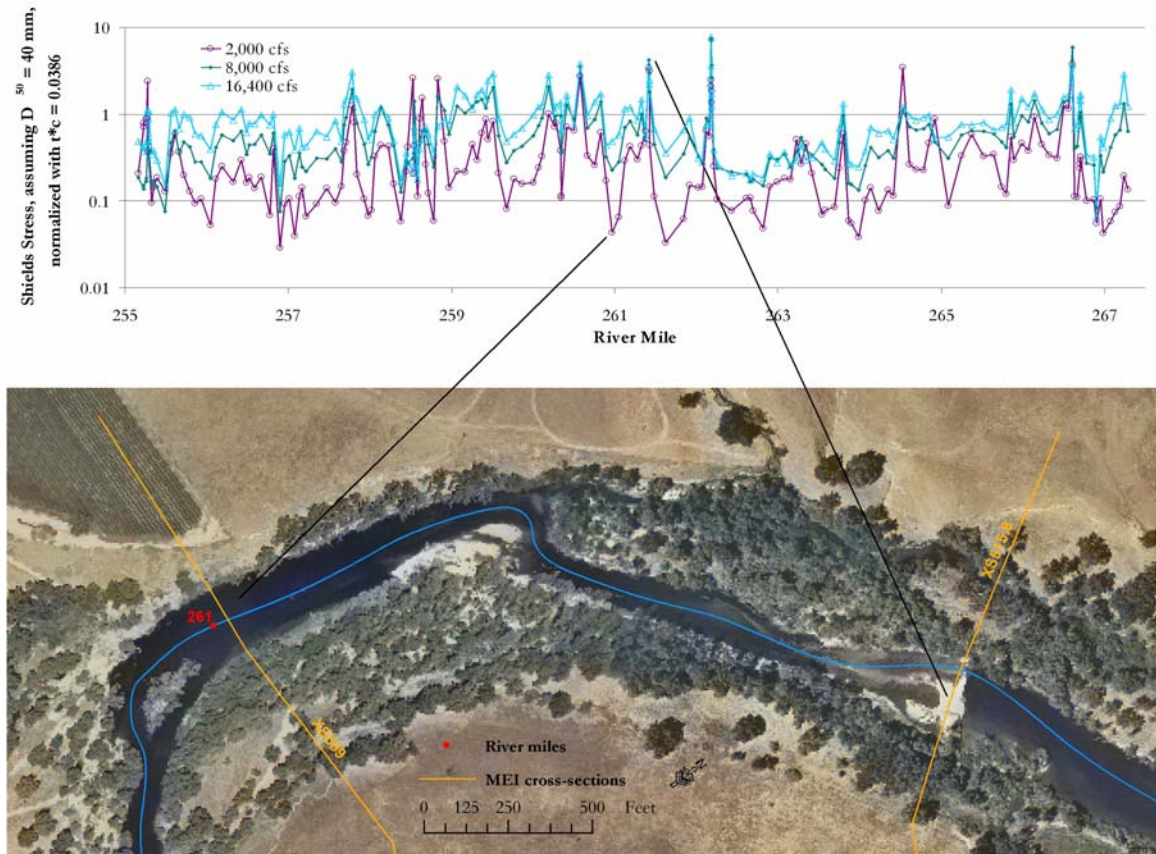 Shields Stress, assuming D 50 = 40 mm,
normalized with t*c = 0.0386
10
1
0.1
0.01
2,000 cfs
8,000 cfs
16,400 cfs
255
257
259
261
263
265
267
River Mile
261
River miles
MEI cross-sections
0 125 250 500 Feet